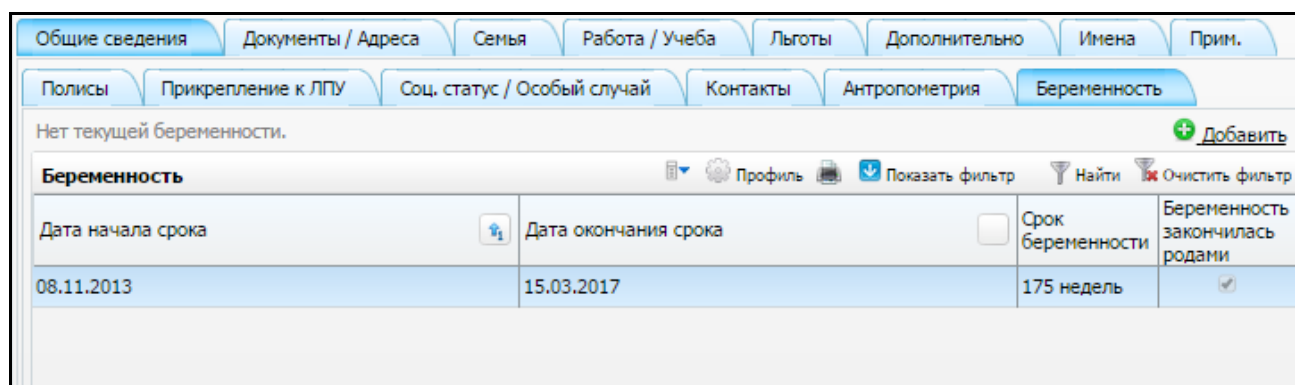 Общие сведения Документы / Адреса Семья Работа / Учеба Льготы Дополнительно Имена Прим.
Полисы Прикрепление к ЛПУ Соц. статус / Особый случай Контакты Антропометрия Беременность
Нет текущей беременности. Добавить
Беременность Профиль Показать фильтр Найти Очистить фильтр
Дата начала срока 1 Дата окончания срока Срок беременности Беременность закончилась родами
08.11.2013 15.03.2017 175 недель